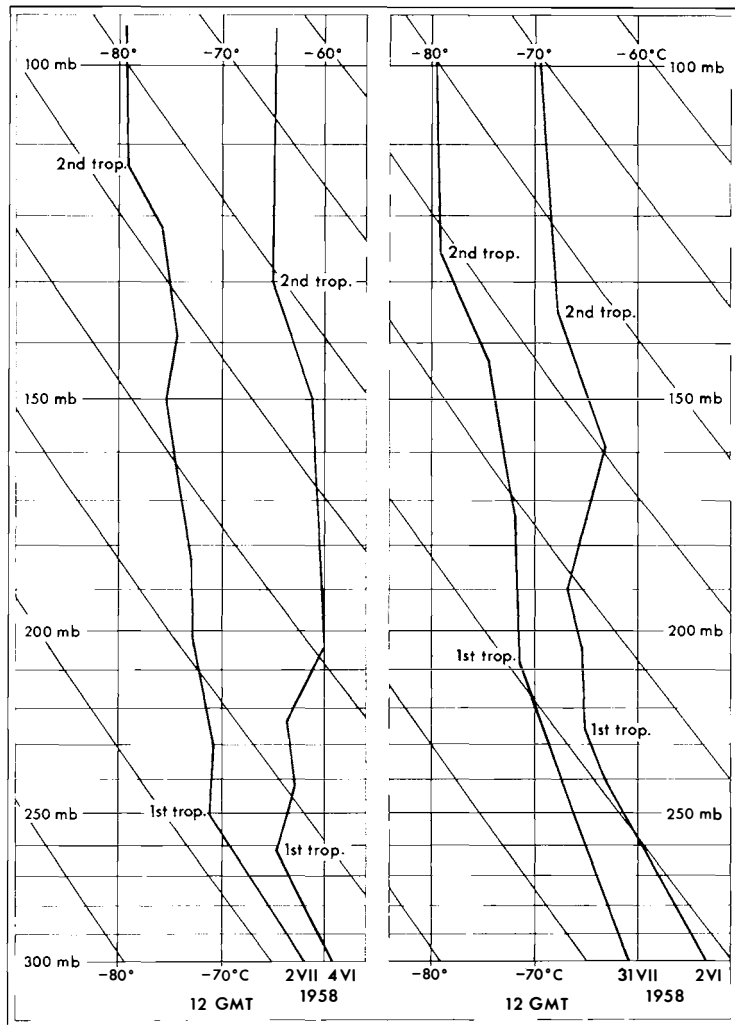 −80° −70° −60° −80° −70° −60°C
100 mb 100 mb
2nd trop.
2nd trop.
2nd trop.
2nd trop.
150 mb 150 mb
200 mb 200 mb
1st trop.
1st trop.
250 mb 1st trop. 250 mb
1st trop.
300 mb 300 mb
−80° −70°C 2VII 4VI −80° −70°C 31VII 2VI
12 GMT 1958 12 GMT 1958